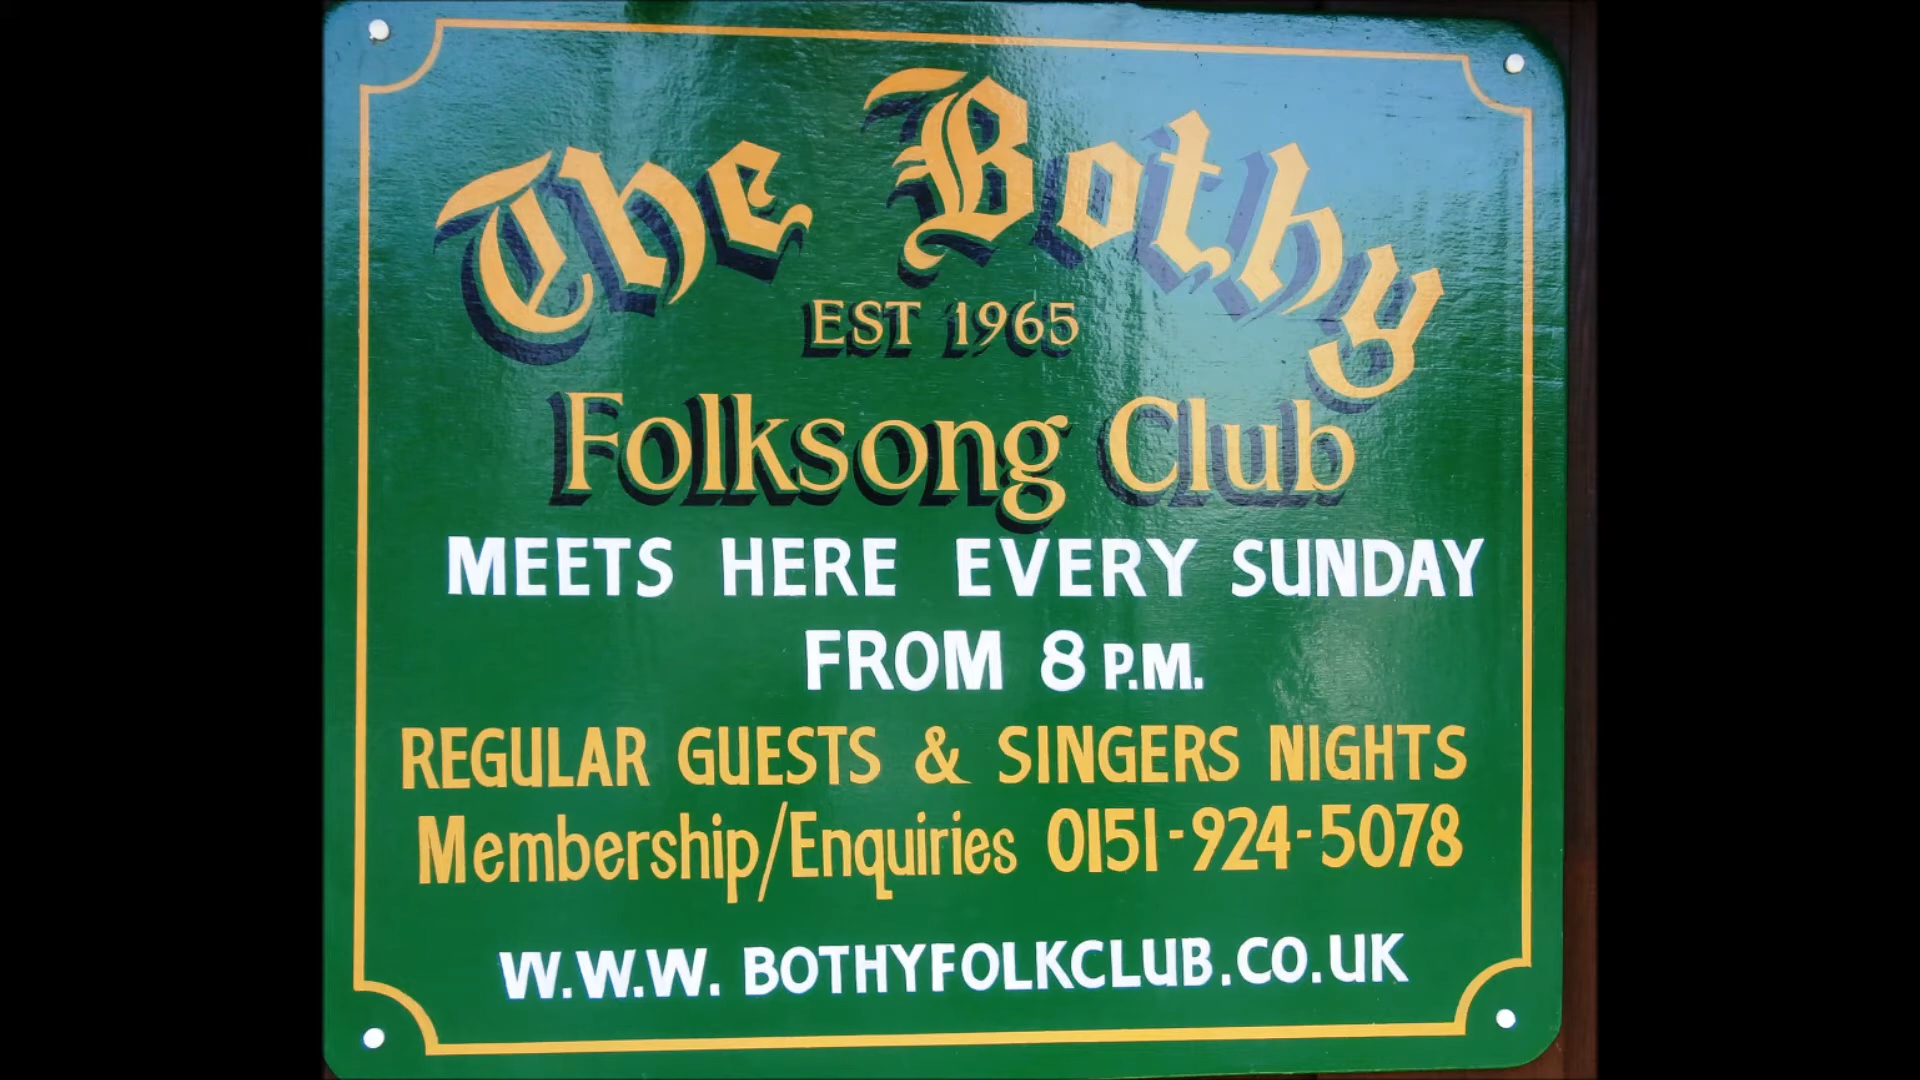 The Bothy
EST 1965
Folksong Club
MEETS HERE EVERY SUNDAY
FROM 8 P.M.
REGULAR GUESTS & SINGERS NIGHTS
Membership/Enquiries 0151-924-5078
W.W.W. BOTHYFOLKCLUB.CO.UK